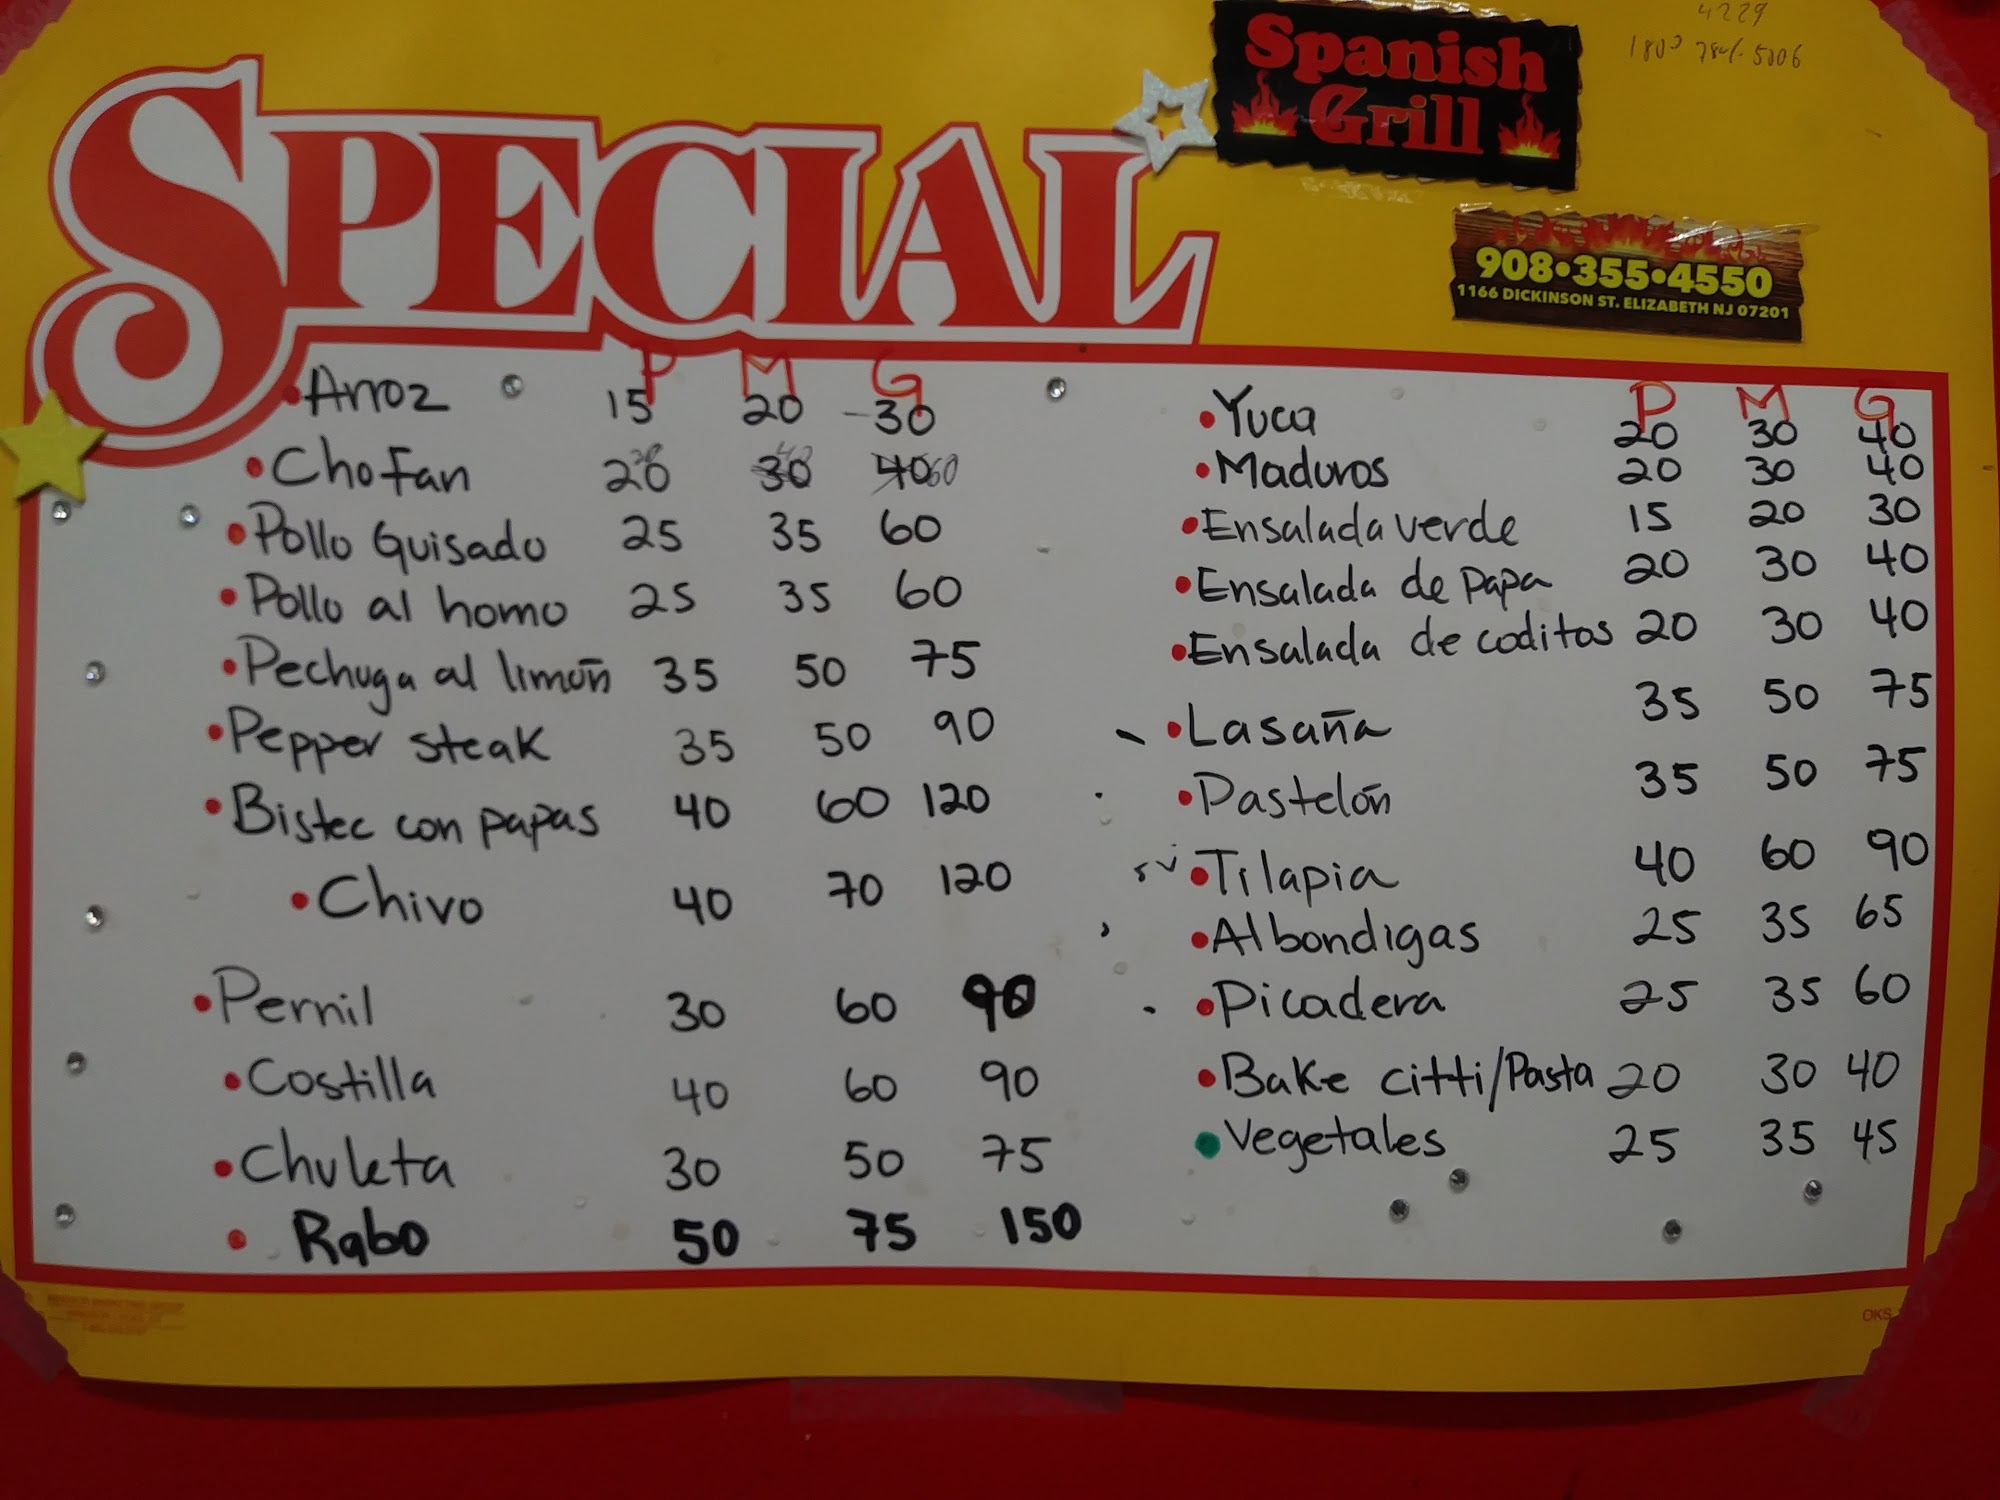 4229
Spanish
Grill
SPECIAL
908•355•4550
1166 DICKINSON ST. ELIZABETH NJ 07201
P M G
•Arroz 15 20 -30
•Chofan 20 30 40 60
•Pollo Guisado 25 35 60
•Pollo al horno 25 35 60
•Pechuga al limón 35 50 75
•Pepper steak 35 50 90
•Bistec con papas 40 60 120
•Chivo 40 70 120
•Pernil 30 60 90
•Costilla 40 60 90
•Chuleta 30 50 75
•Rabo 50 75 150
P M G
•Yuca 20 30 40
•Maduros 20 30 40
•Ensalada verde 15 20 30
•Ensalada de papa 20 30 40
•Ensalada de coditos 20 30 40
•Lasaña 35 50 75
•Pastelón 35 50 75
•Tilapia 40 60 90
•Albondigas 25 35 65
•Picadera 25 35 60
•Bake citti/Pasta 20 30 40
•Vegetales 25 35 45
OKS